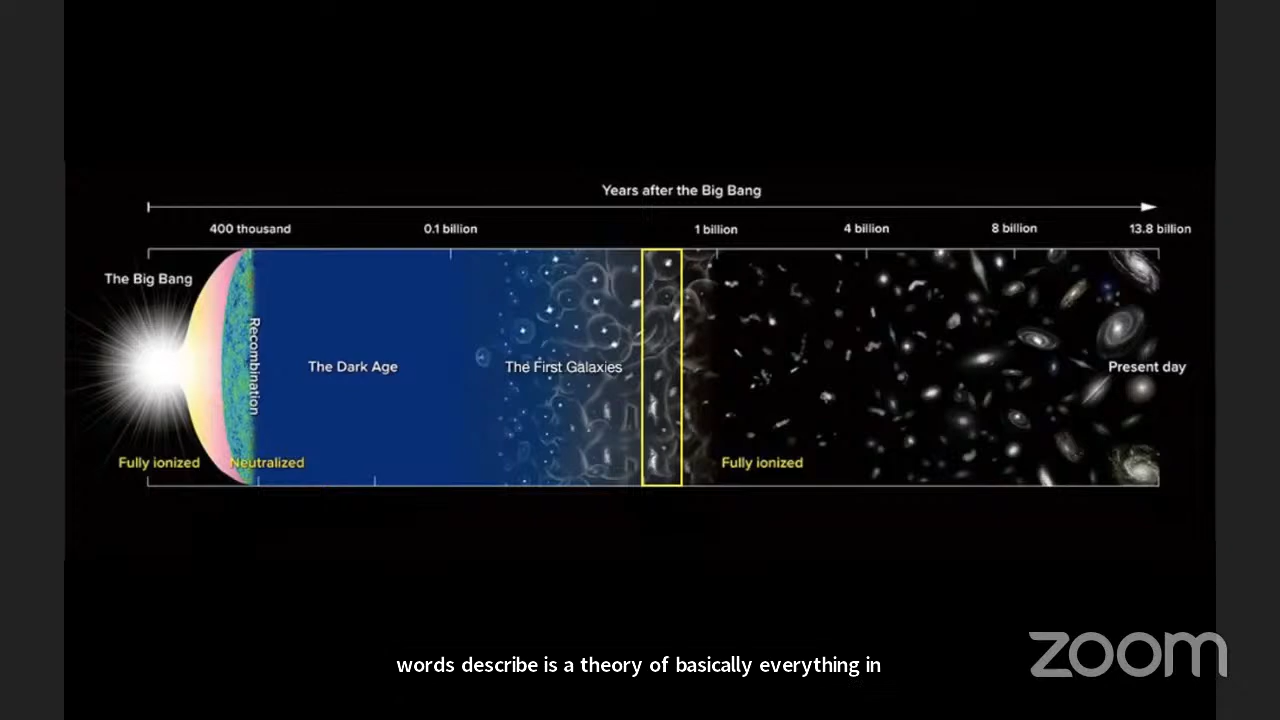 Years after the Big Bang
400 thousand 0.1 billion 1 billion 4 billion 8 billion 13.8 billion
The Big Bang
Recombination
The Dark Age The First Galaxies Present day
Fully ionized Neutralized Fully ionized
words describe is a theory of basically everything in
zoom